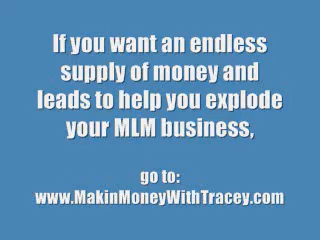 If you want an endless
supply of money and
leads to help you explode
your MLM business,
go to:
www.MakinMoneyWithTracey.com